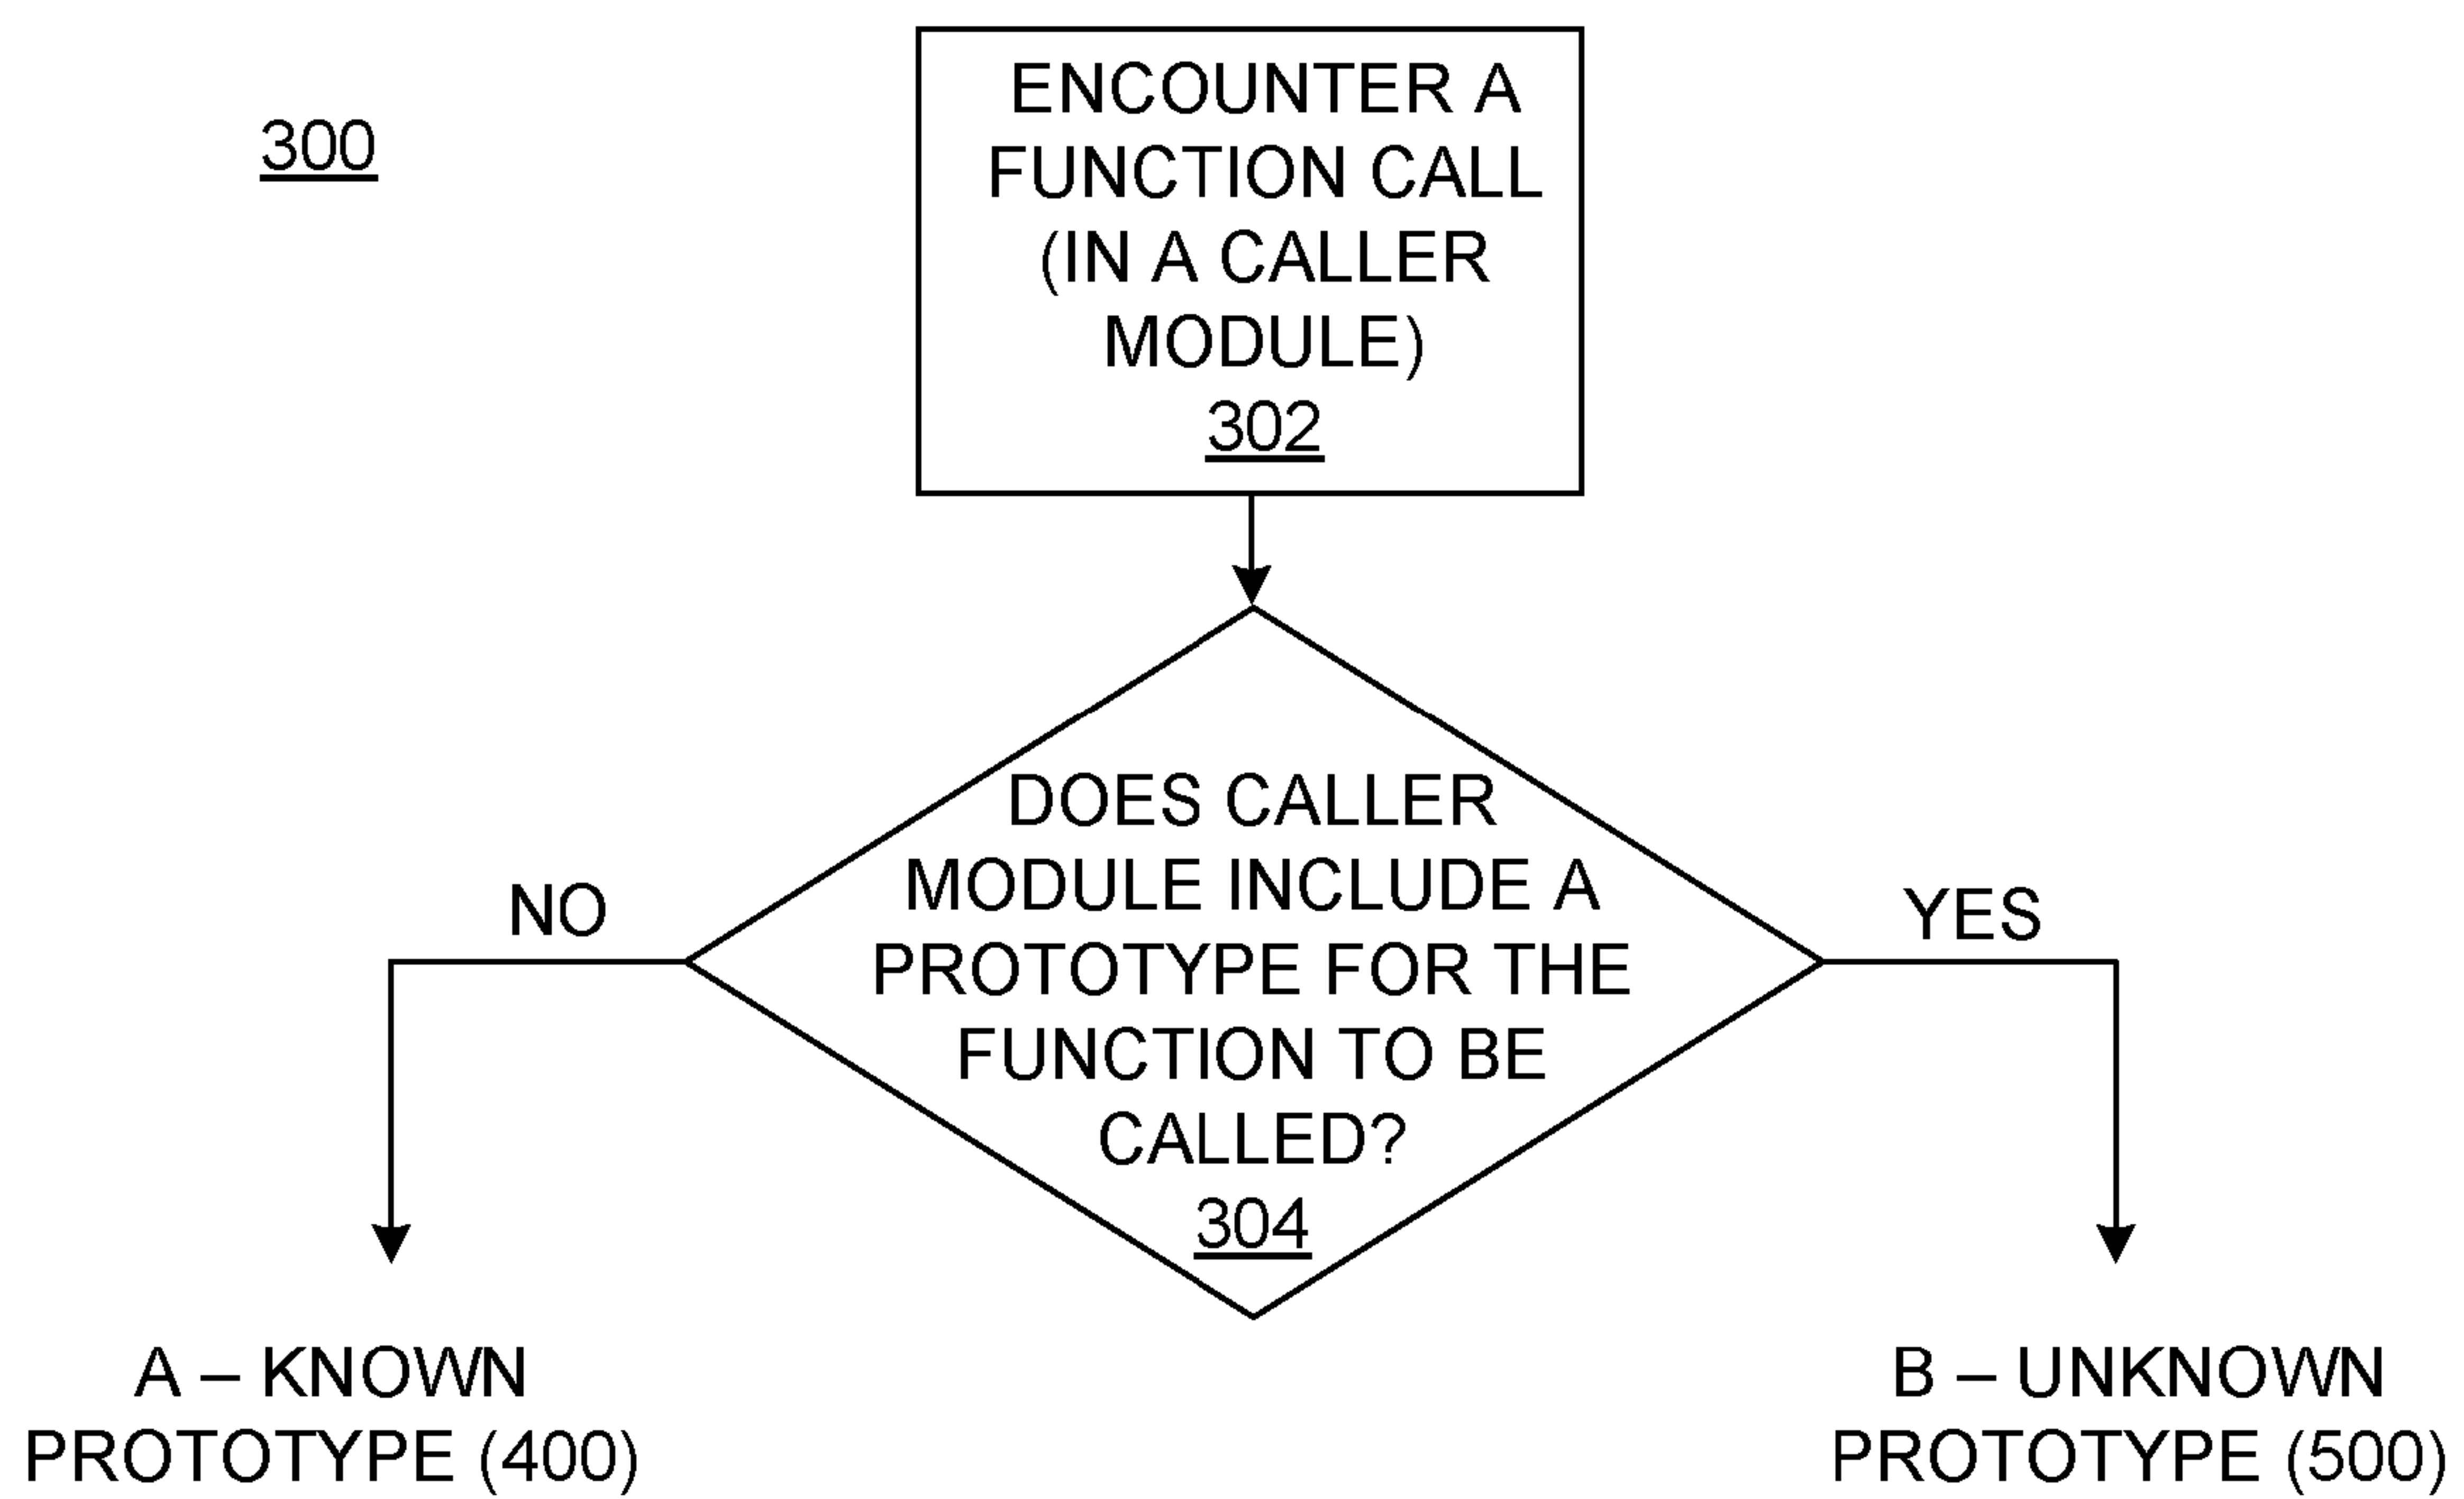 300
ENCOUNTER A
FUNCTION CALL
(IN A CALLER
MODULE)
302
DOES CALLER
MODULE INCLUDE A
PROTOTYPE FOR THE
FUNCTION TO BE
CALLED?
304
NO
YES
A – KNOWN
PROTOTYPE (400)
B – UNKNOWN
PROTOTYPE (500)